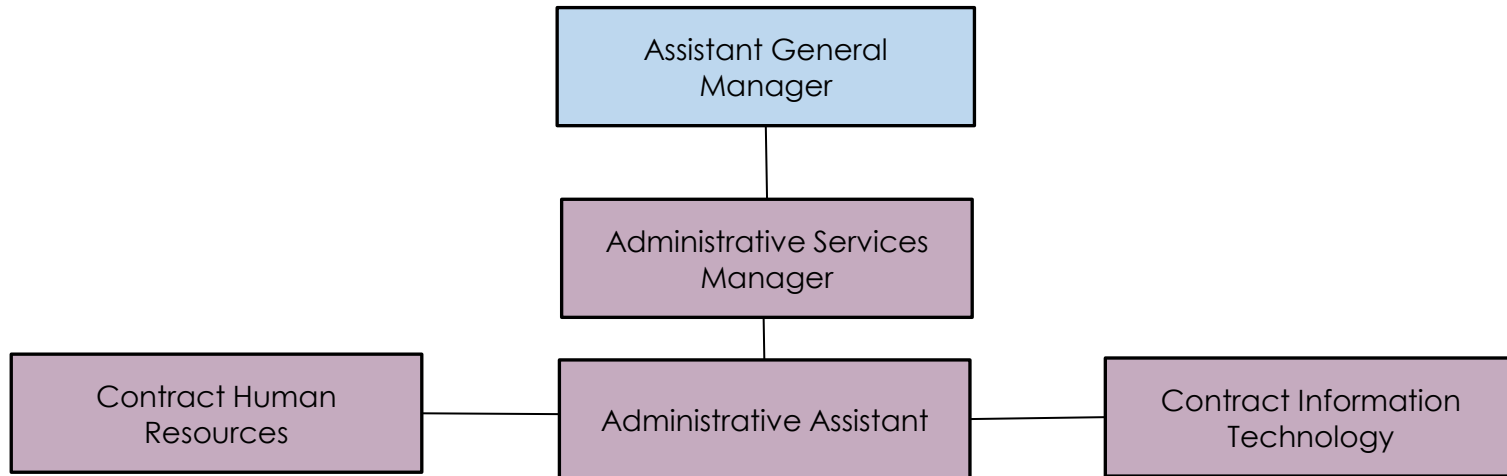 Assistant General
Manager
Administrative Services
Manager
Contract Human
Resources
Administrative Assistant
Contract Information
Technology